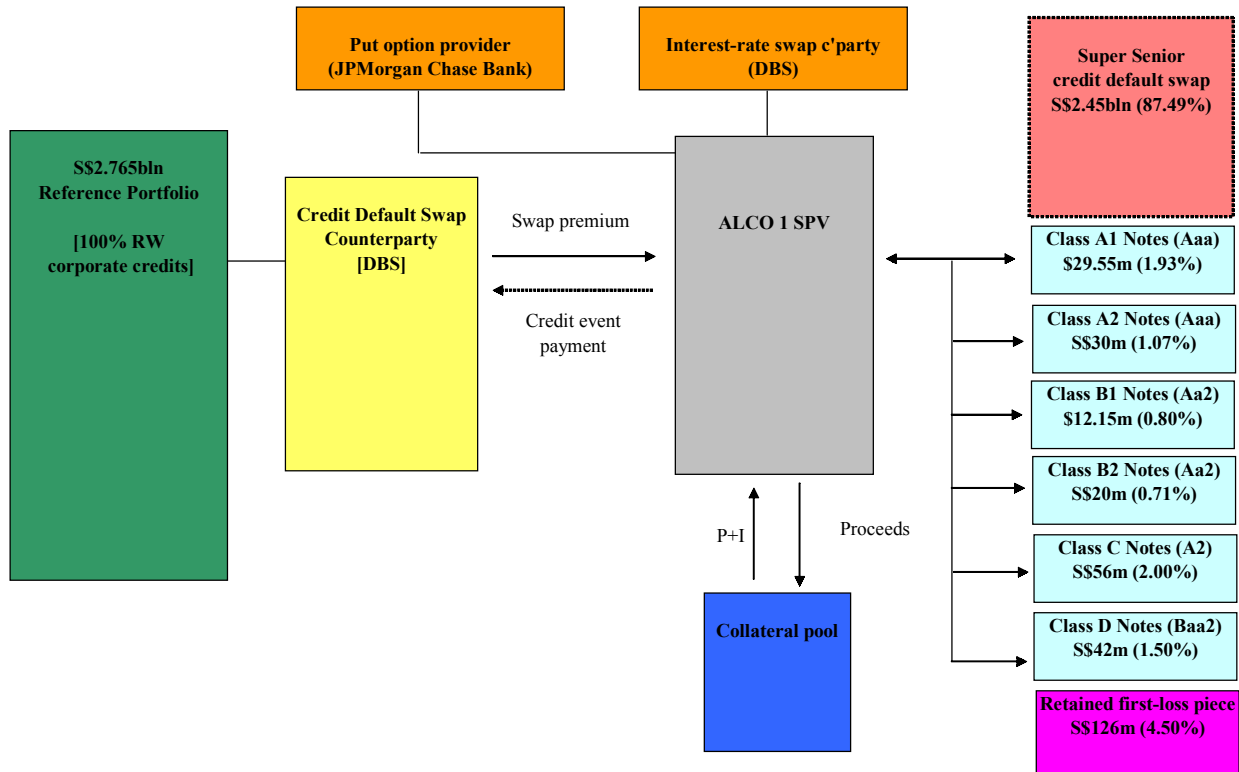 Put option provider
(JPMorgan Chase Bank)
Interest-rate swap c'party
(DBS)
Super Senior
credit default swap
S$2.45bln (87.49%)
S$2.765bln
Reference Portfolio
[100% RW
corporate credits]
Credit Default Swap
Counterparty
[DBS]
Swap premium
Credit event
payment
ALCO 1 SPV
Class A1 Notes (Aaa)
$29.55m (1.93%)
Class A2 Notes (Aaa)
S$30m (1.07%)
Class B1 Notes (Aa2)
$12.15m (0.80%)
Class B2 Notes (Aa2)
S$20m (0.71%)
Class C Notes (A2)
S$56m (2.00%)
Class D Notes (Baa2)
S$42m (1.50%)
Retained first-loss piece
S$126m (4.50%)
P+I
Proceeds
Collateral pool